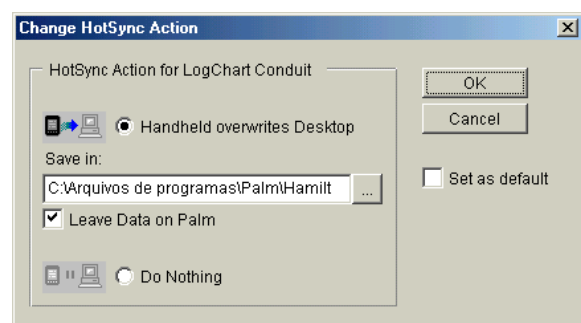 Change HotSync Action
HotSync Action for LogChart Conduit
OK
Handheld overwrites Desktop
Cancel
Save in:
C:\Arquivos de programas\Palm\Hamilt
...
Set as default
Leave Data on Palm
Do Nothing